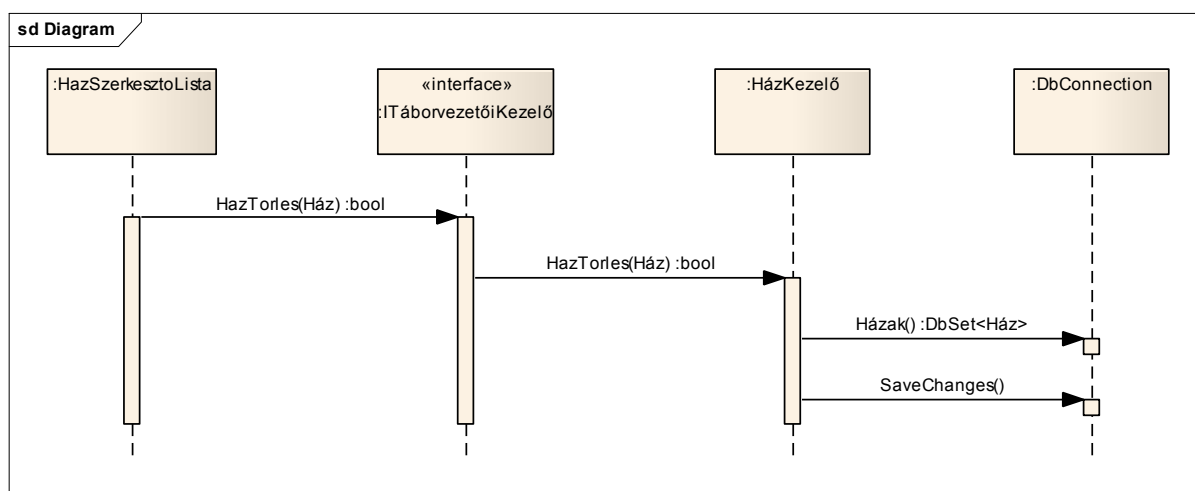 sd Diagram
:HazSzerkesztoLista
«interface»
:ITáborvezetőiKezelő
:HázKezelő
:DbConnection
HazTorles(Ház) :bool
HazTorles(Ház) :bool
Házak() :DbSet<Ház>
SaveChanges()